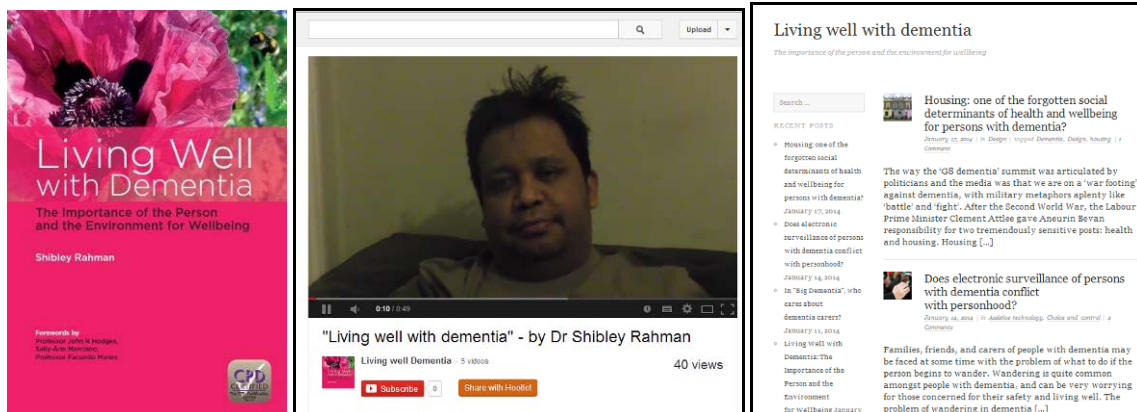 Living Well
with Dementia
The Importance of the Person
and the Environment for Wellbeing
Shibley Rahman
Forewords by
Professor John R Hodges,
Sally-Ann Marciano,
Professor Facundo Manes
CPD
CERTIFIED
Upload
0:10 / 0:49
"Living well with dementia" - by Dr Shibley Rahman
Living well Dementia · 5 videos
40 views
Subscribe
0
Share with Hootlet
Living well with dementia
The importance of the person and the environment for wellbeing
Search ...
RECENT POSTS
Housing: one of the
forgotten social
determinants of health
and wellbeing for
persons with dementia?
January 17, 2014
Does electronic
surveillance of persons
with dementia conflict
with personhood?
January 14, 2014
In "Big Dementia", who
cares about
dementia carers?
January 11, 2014
Living Well with
Dementia: The
Importance of the
Person and the
Environment
for Wellbeing January
Housing: one of the forgotten social
determinants of health and wellbeing
for persons with dementia?
January 17, 2014 | in Design | tagged Dementia, Design, housing | 1
Comment
The way the 'G8 dementia' summit was articulated by
politicians and the media was that we are on a 'war footing'
against dementia, with military metaphors aplenty like
'battle' and 'fight'. After the Second World War, the Labour
Prime Minister Clement Attlee gave Aneurin Bevan
responsibility for two tremendously sensitive posts: health
and housing. Housing [...]
Does electronic surveillance of persons
with dementia conflict
with personhood?
January 14, 2014 | in Assistive technology, Choice and control | 2
Comments
Families, friends, and carers of people with dementia may
be faced at some time with the problem of what to do if the
person begins to wander. Wandering is quite common
amongst people with dementia, and can be very worrying
for those concerned for their safety and living well. The
problem of wandering in dementia [...]